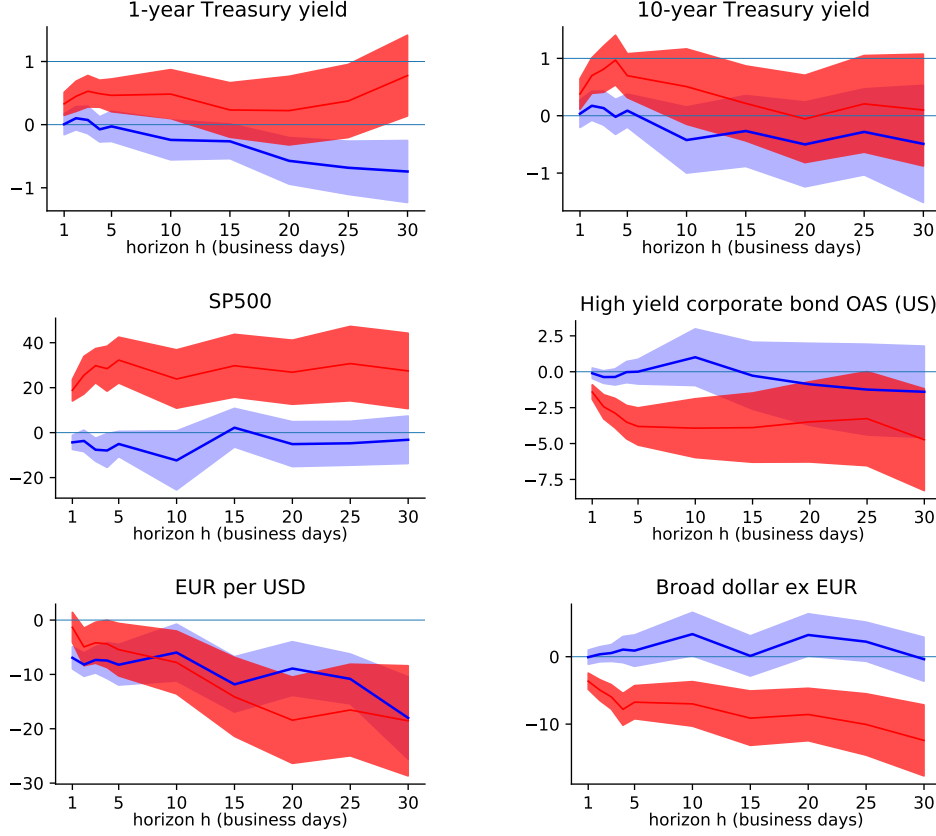 1-year Treasury yield
1
0
−1
1 5 10 15 20 25 30
horizon h (business days)
10-year Treasury yield
1
0
−1
1 5 10 15 20 25 30
horizon h (business days)
SP500
40
20
0
−20
1 5 10 15 20 25 30
horizon h (business days)
High yield corporate bond OAS (US)
2.5
0.0
−2.5
−5.0
−7.5
1 5 10 15 20 25 30
horizon h (business days)
EUR per USD
0
−10
−20
−30
1 5 10 15 20 25 30
horizon h (business days)
Broad dollar ex EUR
0
−10
1 5 10 15 20 25 30
horizon h (business days)